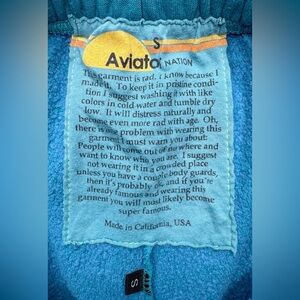 S
Aviator NATION
This garment is rad, i know because I
made it. To keep it in pristine condi-
tion I suggest washing it with like
colors in cold water and tumble dry
low. It will distress naturally and
become even more rad with age. Oh,
there is one problem with wearing this
garment I must warn you about:
People will come out of no where and
want to know who you are. I suggest
not wearing it in a crowded place
unless you have a couple body guards,
then it's probably ok, and if you're
already famous and wearing this
garment you will most likely become
super famous.
Made in California, USA
S